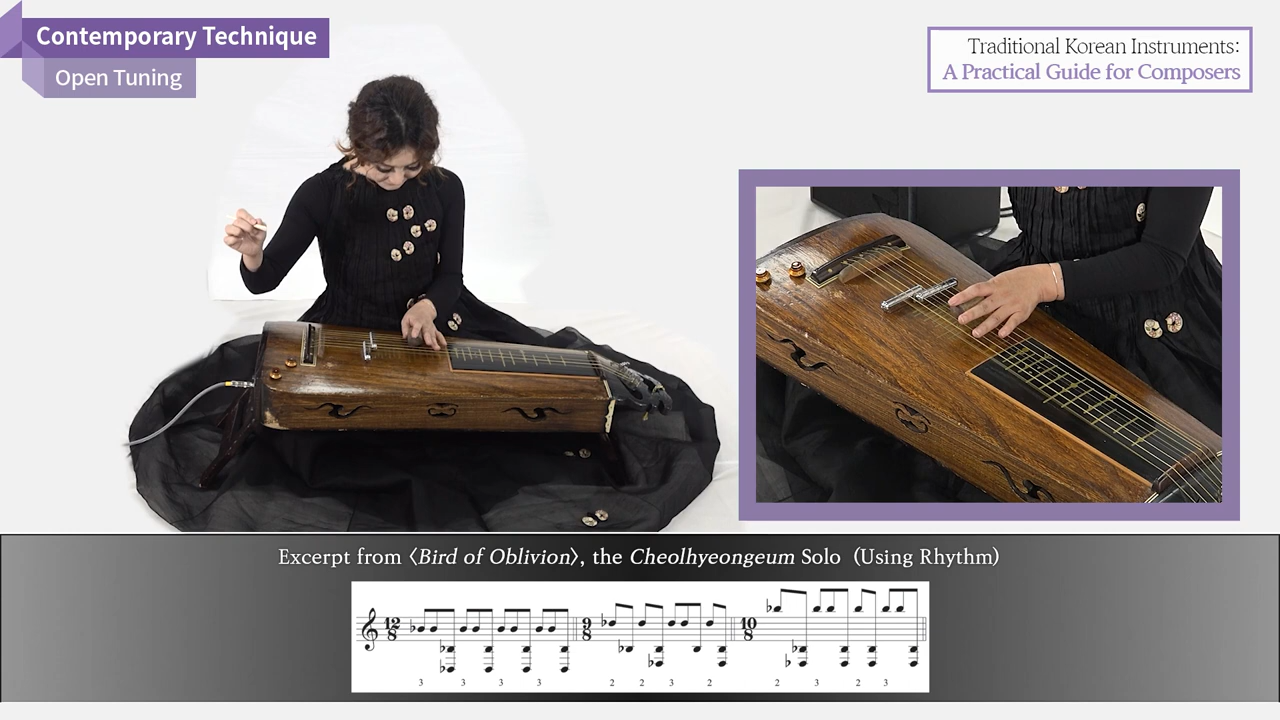 Contemporary Technique
Open Tuning
Traditional Korean Instruments:
A Practical Guide for Composers
Excerpt from ⟨Bird of Oblivion⟩, the Cheolhyeongeum Solo (Using Rhythm)
12 8 9 8 10 8
3 3 3 3 2 2 3 2 2 3 2 3